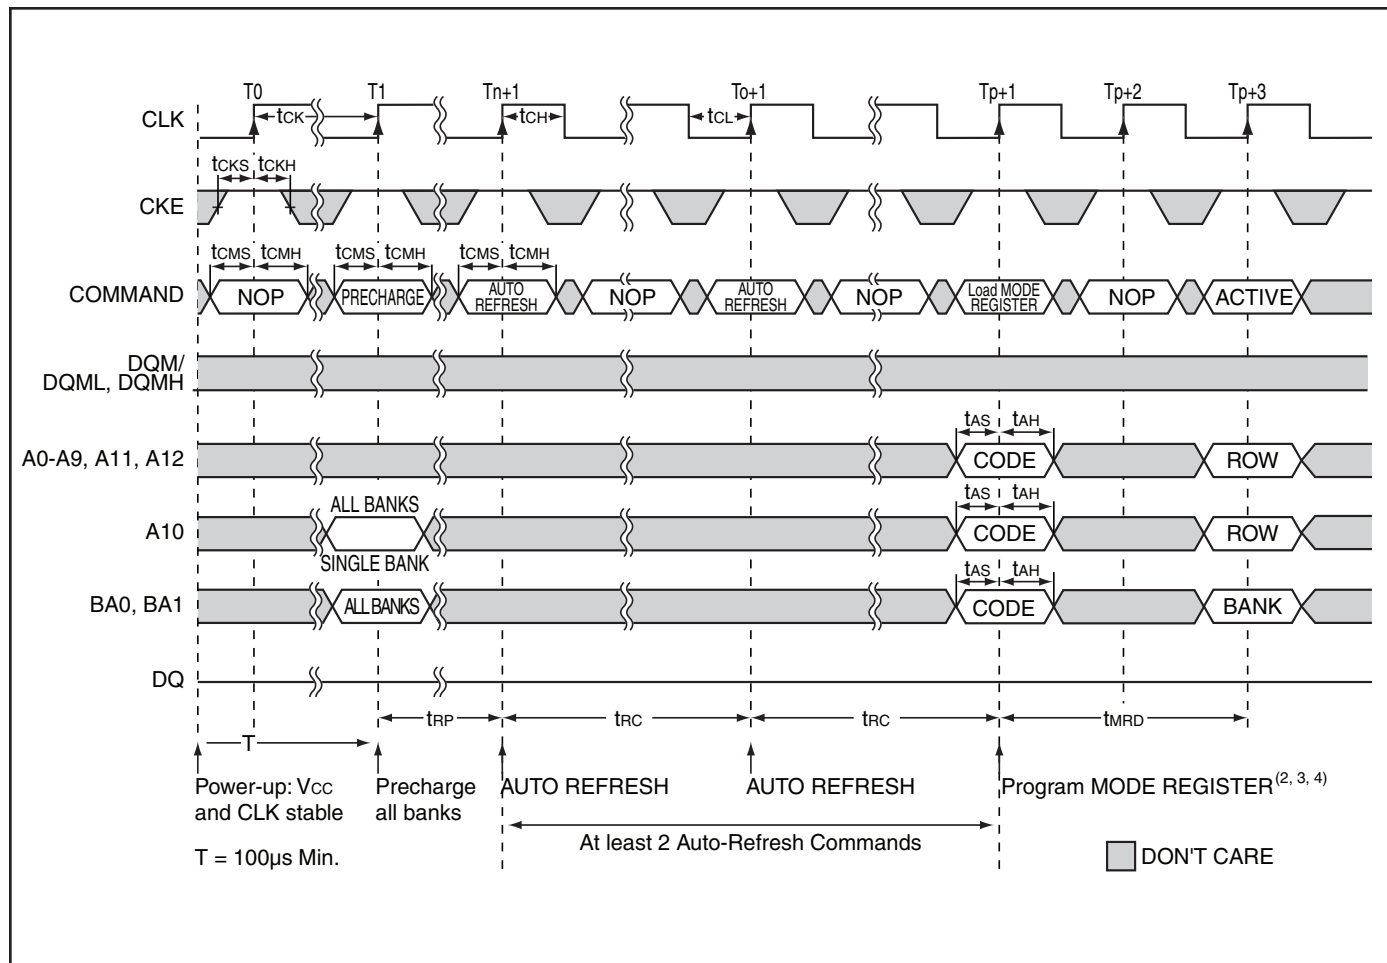 T0 T1 Tn+1 To+1 Tp+1 Tp+2 Tp+3
CLK tCK tCH tCL
tCKS tCKH
CKE
tCMS tCMH tCMS tCMH tCMS tCMH
COMMAND NOP PRECHARGE AUTO REFRESH NOP AUTO REFRESH NOP Load MODE REGISTER NOP ACTIVE
DQM/
DQML, DQMH
tAS tAH
A0-A9, A11, A12 CODE ROW
ALL BANKS tAS tAH
A10 CODE ROW
SINGLE BANK tAS tAH
BA0, BA1 ALL BANKS CODE BANK
DQ
tRP tRC tRC tMRD
T
Power-up: VCC Precharge AUTO REFRESH AUTO REFRESH Program MODE REGISTER(2, 3, 4)
and CLK stable all banks
At least 2 Auto-Refresh Commands
T = 100µs Min. DON'T CARE